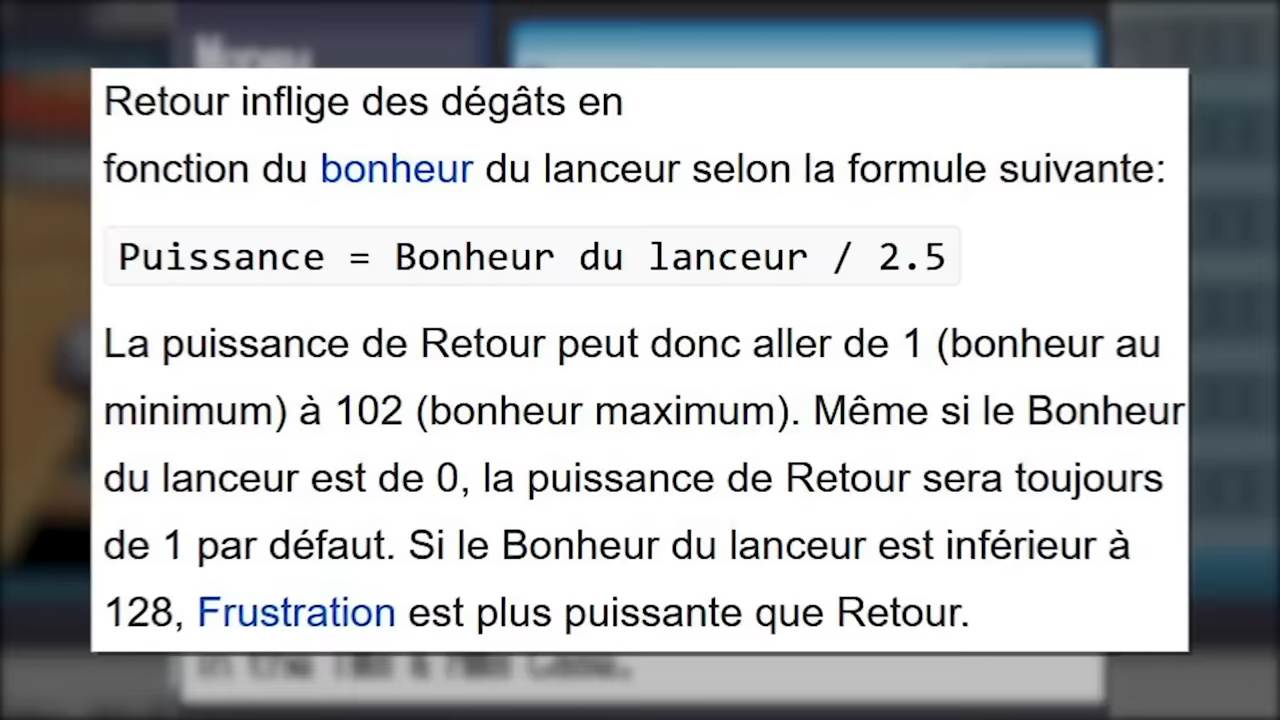 Retour inflige des dégâts en
fonction du bonheur du lanceur selon la formule suivante:
Puissance = Bonheur du lanceur / 2.5
La puissance de Retour peut donc aller de 1 (bonheur au
minimum) à 102 (bonheur maximum). Même si le Bonheur
du lanceur est de 0, la puissance de Retour sera toujours
de 1 par défaut. Si le Bonheur du lanceur est inférieur à
128, Frustration est plus puissante que Retour.